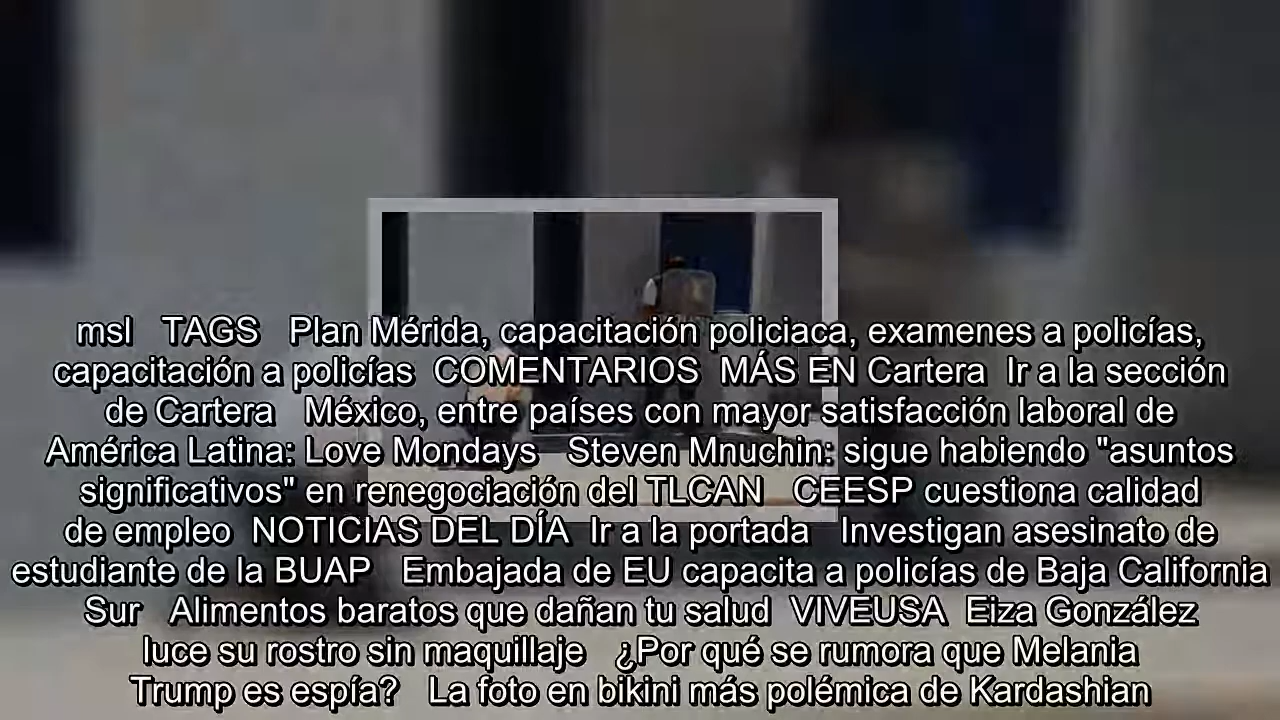 msl TAGS Plan Mérida, capacitación policiaca, examenes a policías,
capacitación a policías COMENTARIOS MÁS EN Cartera Ir a la sección
de Cartera México, entre países con mayor satisfacción laboral de
América Latina: Love Mondays Steven Mnuchin: sigue habiendo "asuntos
significativos" en renegociación del TLCAN CEESP cuestiona calidad
de empleo NOTICIAS DEL DÍA Ir a la portada Investigan asesinato de
estudiante de la BUAP Embajada de EU capacita a policías de Baja California
Sur Alimentos baratos que dañan tu salud VIVEUSA Eiza González
luce su rostro sin maquillaje ¿Por qué se rumora que Melania
Trump es espía? La foto en bikini más polémica de Kardashian